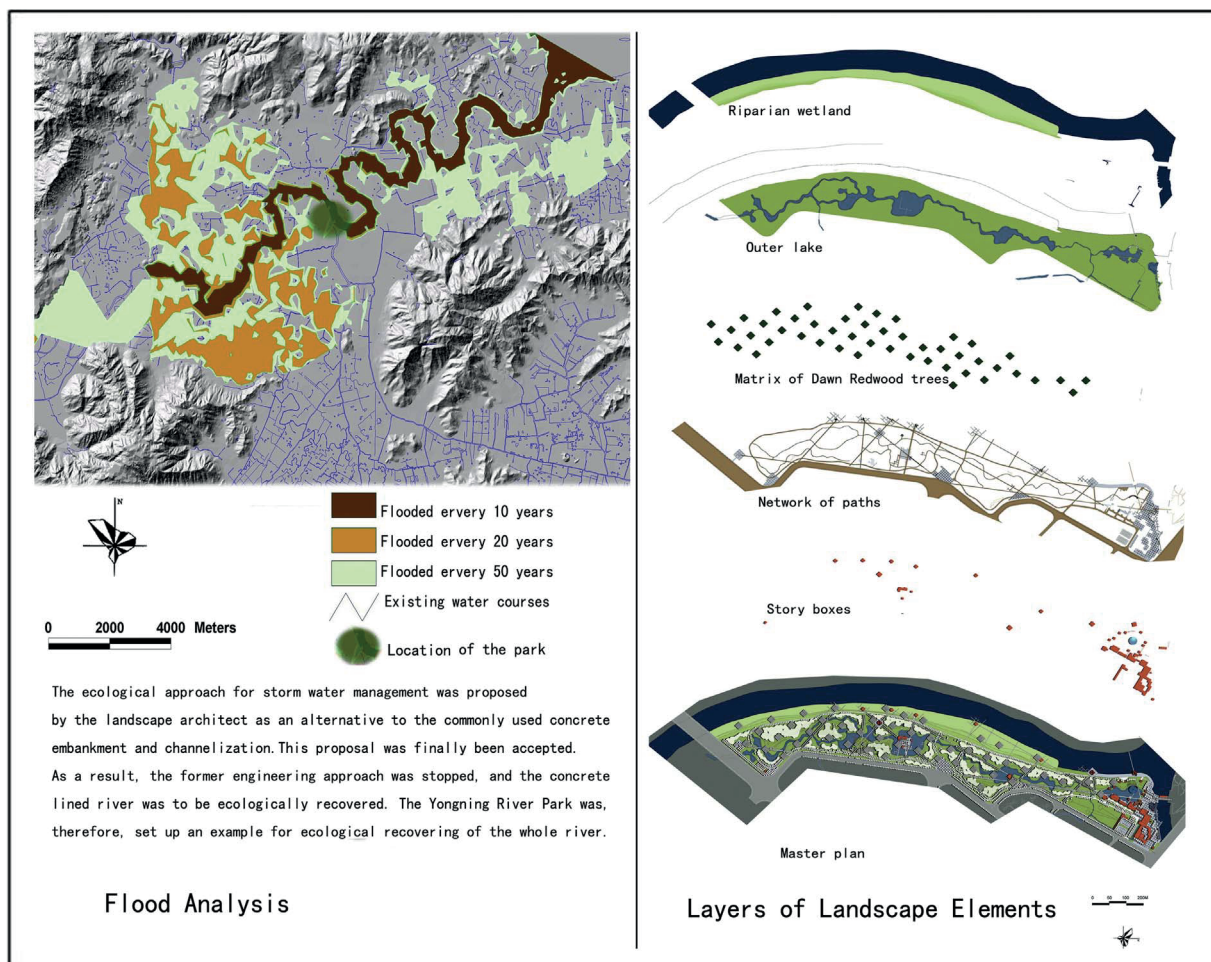 N
Flooded ervery 10 years
Flooded ervery 20 years
Flooded ervery 50 years
Existing water courses
Location of the park
0 2000 4000 Meters
The ecological approach for storm water management was proposed
by the landscape architect as an alternative to the commonly used concrete
embankment and channelization. This proposal was finally been accepted.
As a result, the former engineering approach was stopped, and the concrete
lined river was to be ecologically recovered. The Yongning River Park was,
therefore, set up an example for ecological recovering of the whole river.
Flood Analysis
Riparian wetland
Outer lake
Matrix of Dawn Redwood trees
Network of paths
Story boxes
Master plan
Layers of Landscape Elements
0 50 100 200M